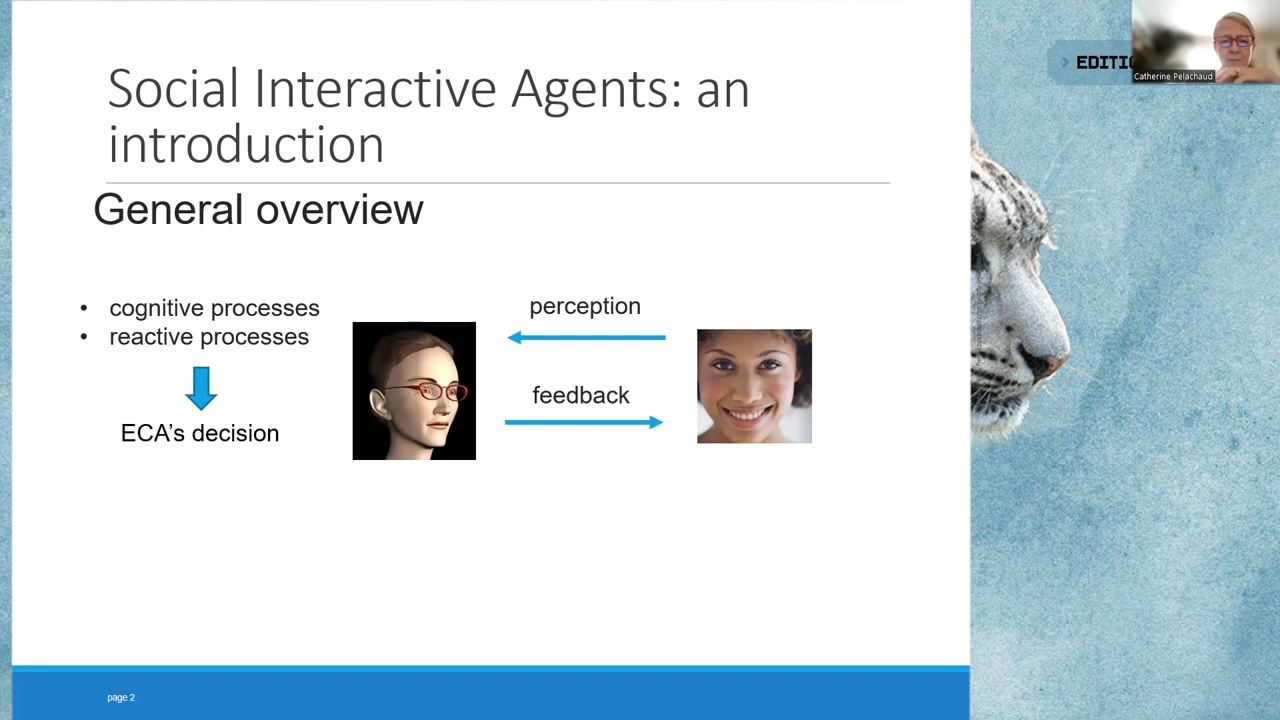 Social Interactive Agents: an
introduction
General overview
• cognitive processes
• reactive processes
ECA's decision
perception
feedback
page 2
› EDITIO
Catherine Pelachaud